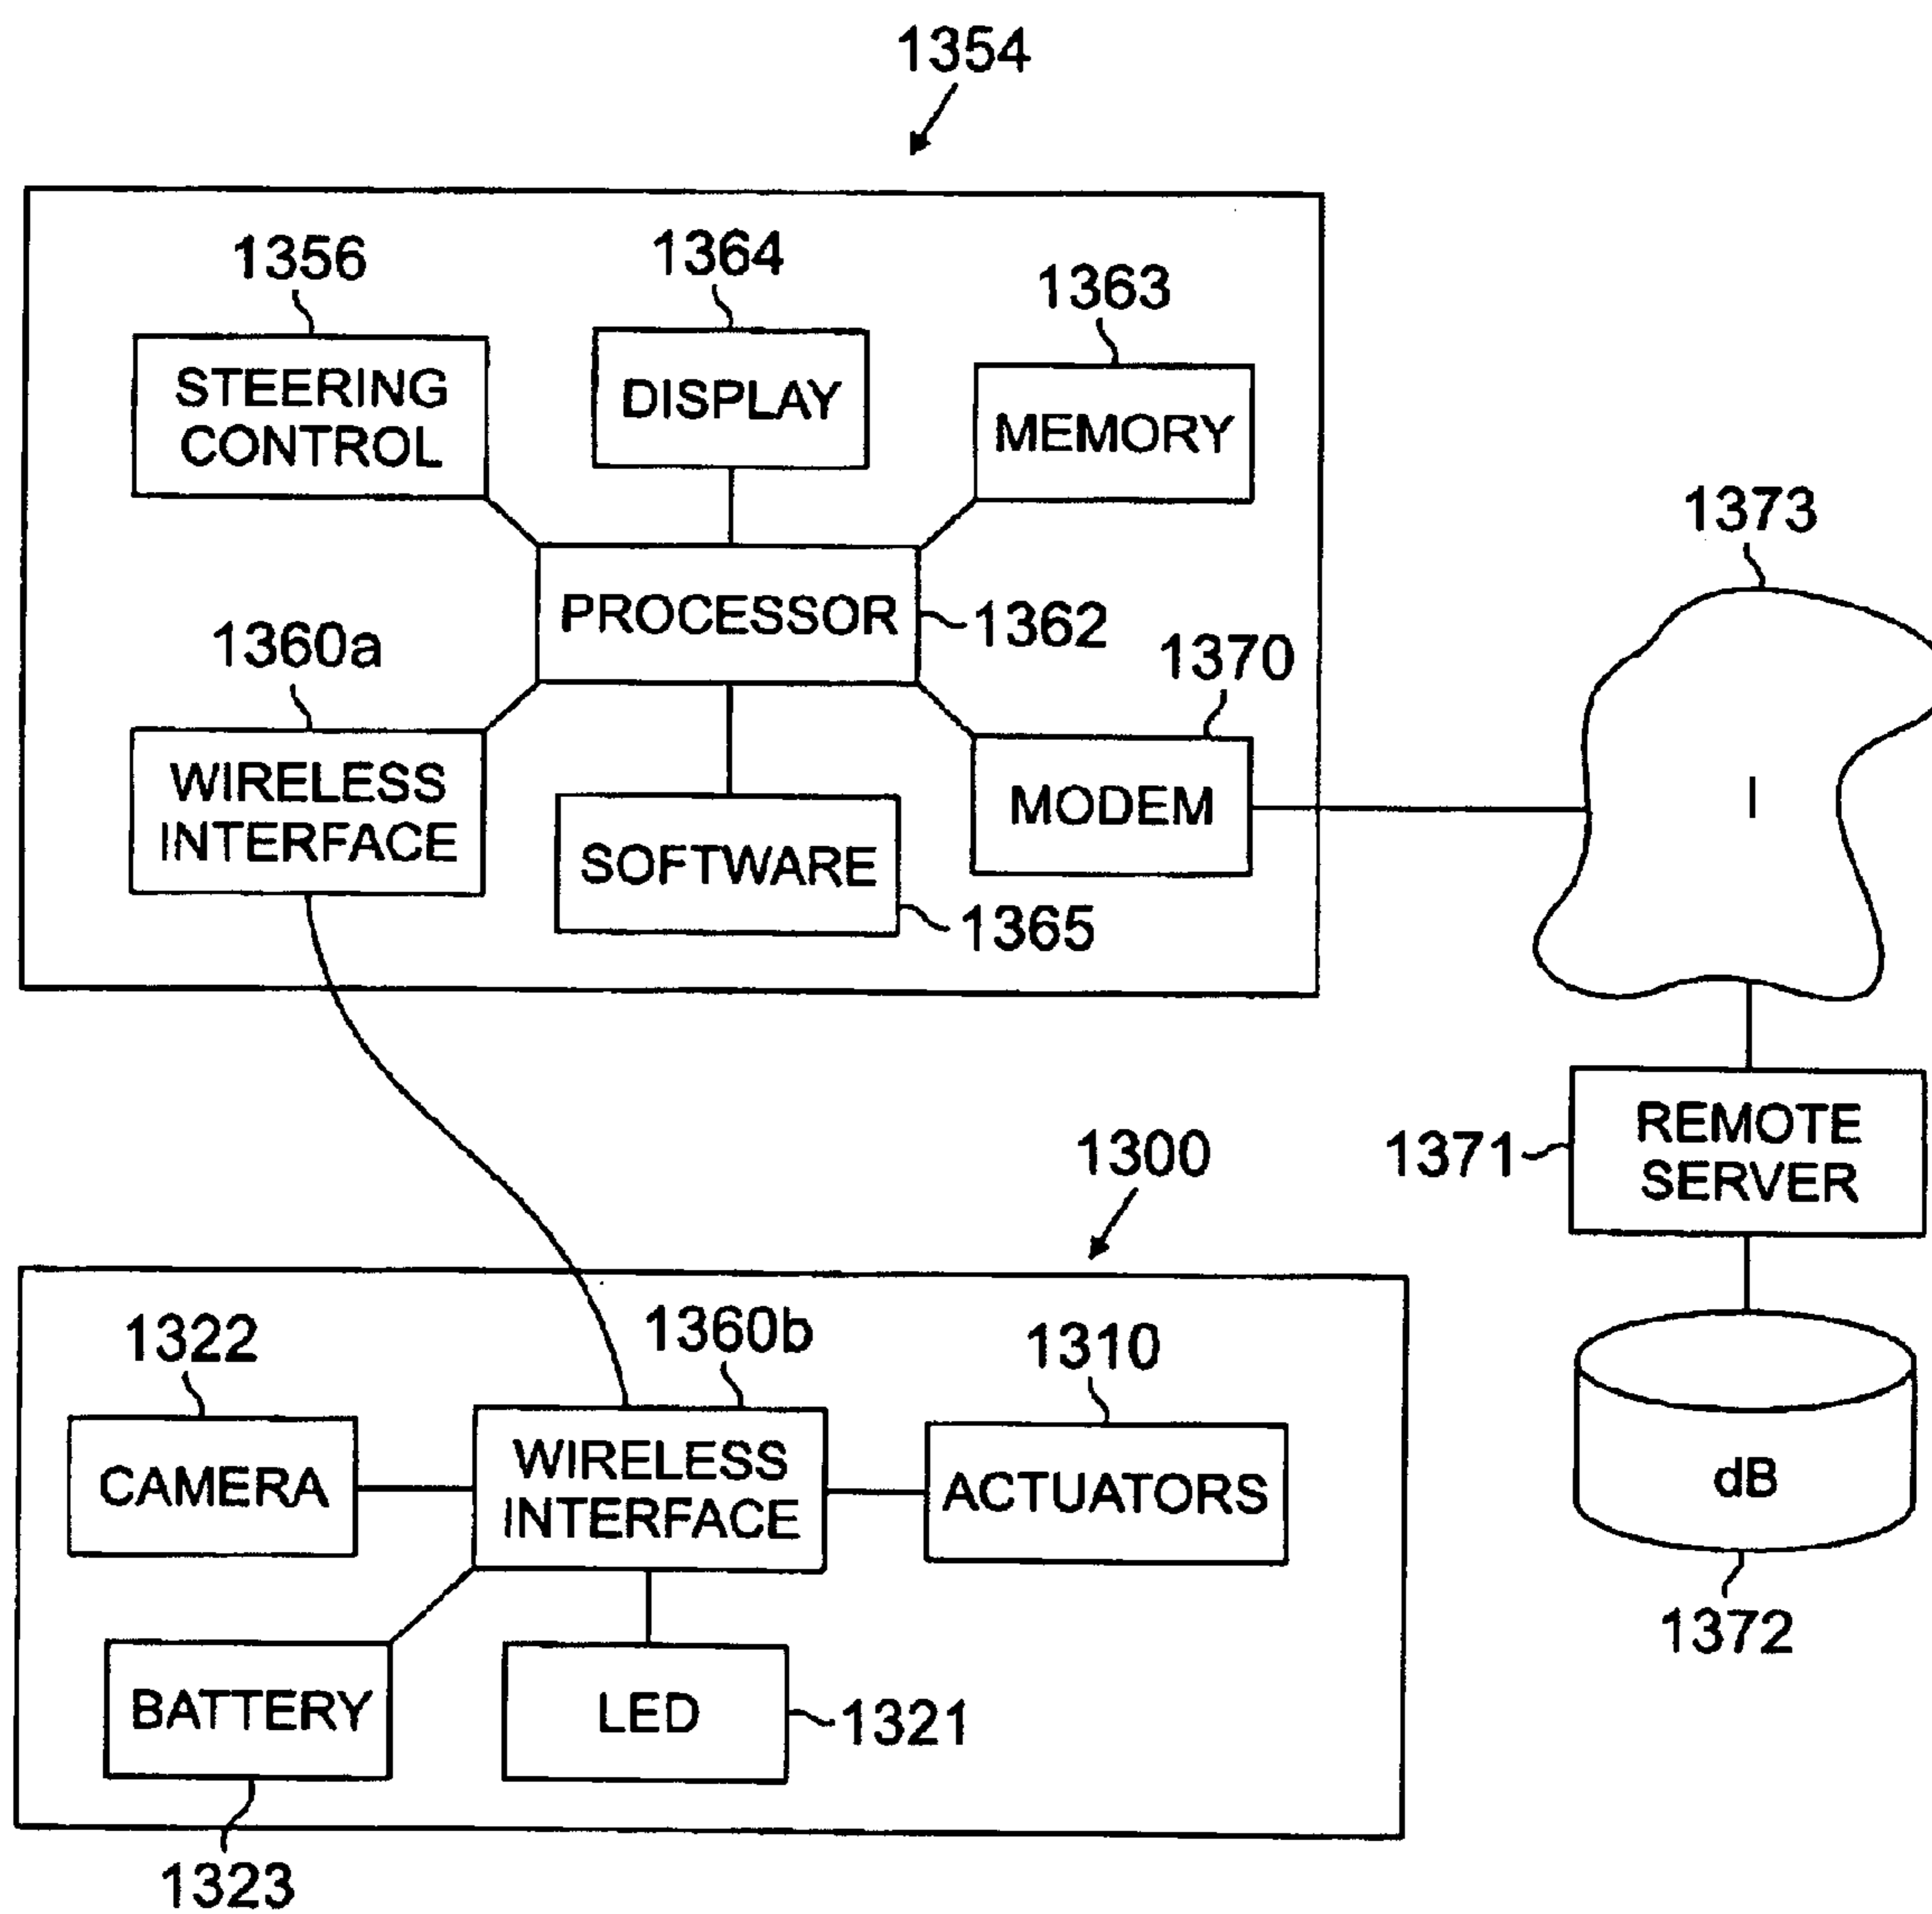 1354
1356
1364
1363
STEERING
CONTROL
DISPLAY
MEMORY
1373
PROCESSOR
1362
1360a
1370
WIRELESS
INTERFACE
MODEM
I
SOFTWARE
1365
1300
1371
REMOTE
SERVER
1322
1360b
1310
CAMERA
WIRELESS
INTERFACE
ACTUATORS
dB
1372
BATTERY
LED
1321
1323